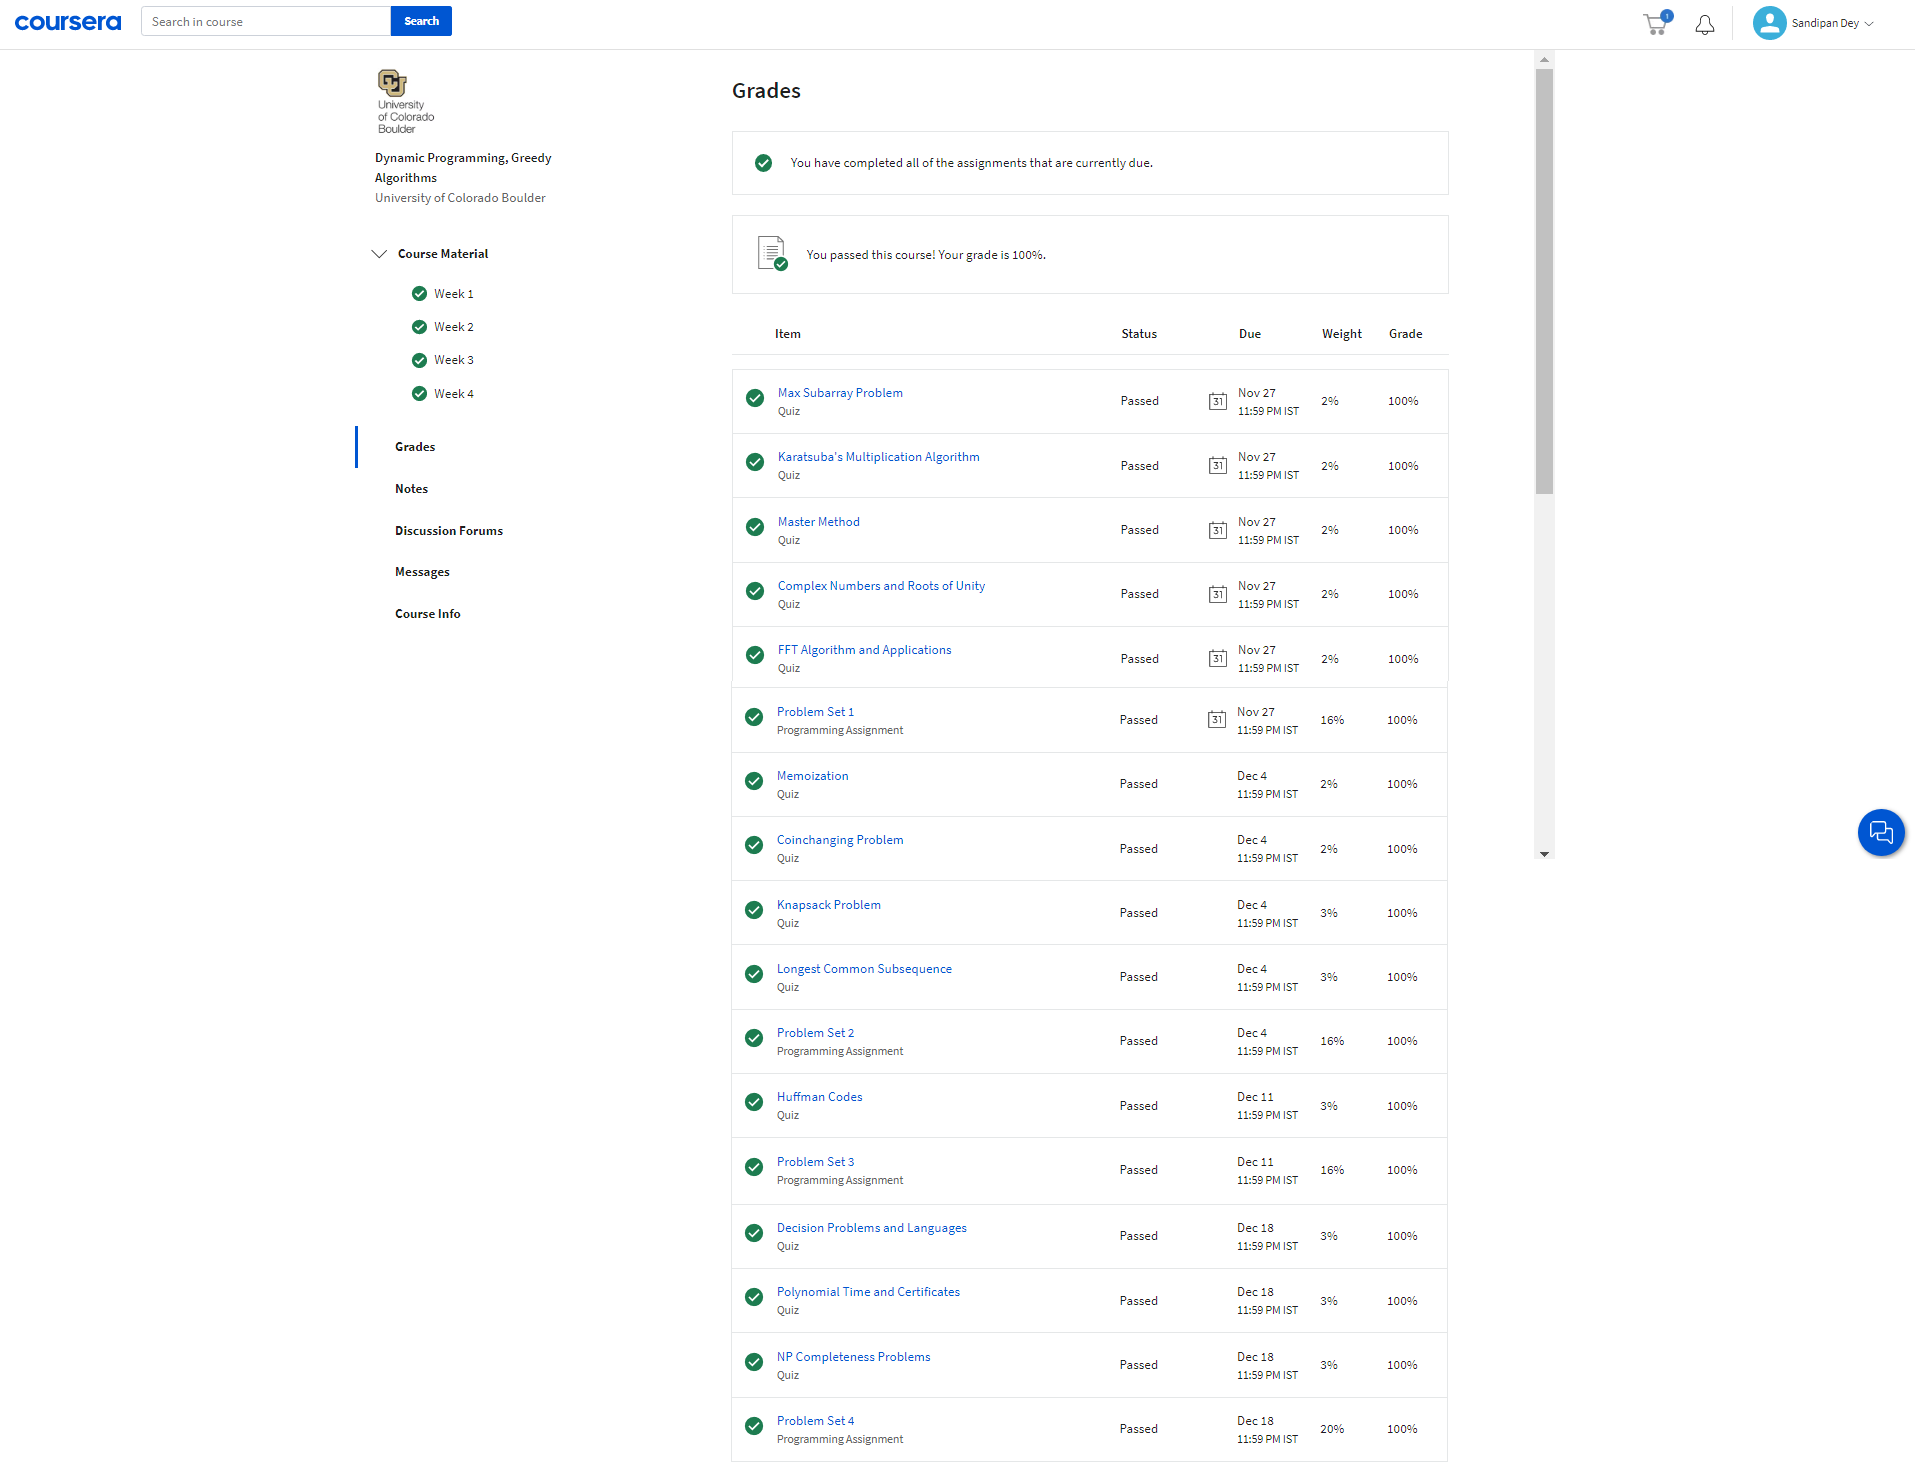 coursera
Search in course
Search
1
Sandipan Dey
University
of Colorado
Boulder
Dynamic Programming, Greedy
Algorithms
University of Colorado Boulder
Course Material
Week 1
Week 2
Week 3
Week 4
Grades
Notes
Discussion Forums
Messages
Course Info
Grades
You have completed all of the assignments that are currently due.
You passed this course! Your grade is 100%.
Item Status Due Weight Grade
Max Subarray Problem
Quiz
Passed
31
Nov 27
11:59 PM IST
2%
100%
Karatsuba's Multiplication Algorithm
Quiz
Passed
31
Nov 27
11:59 PM IST
2%
100%
Master Method
Quiz
Passed
31
Nov 27
11:59 PM IST
2%
100%
Complex Numbers and Roots of Unity
Quiz
Passed
31
Nov 27
11:59 PM IST
2%
100%
FFT Algorithm and Applications
Quiz
Passed
31
Nov 27
11:59 PM IST
2%
100%
Problem Set 1
Programming Assignment
Passed
31
Nov 27
11:59 PM IST
16%
100%
Memoization
Quiz
Passed
Dec 4
11:59 PM IST
2%
100%
Coinchanging Problem
Quiz
Passed
Dec 4
11:59 PM IST
2%
100%
Knapsack Problem
Quiz
Passed
Dec 4
11:59 PM IST
3%
100%
Longest Common Subsequence
Quiz
Passed
Dec 4
11:59 PM IST
3%
100%
Problem Set 2
Programming Assignment
Passed
Dec 4
11:59 PM IST
16%
100%
Huffman Codes
Quiz
Passed
Dec 11
11:59 PM IST
3%
100%
Problem Set 3
Programming Assignment
Passed
Dec 11
11:59 PM IST
16%
100%
Decision Problems and Languages
Quiz
Passed
Dec 18
11:59 PM IST
3%
100%
Polynomial Time and Certificates
Quiz
Passed
Dec 18
11:59 PM IST
3%
100%
NP Completeness Problems
Quiz
Passed
Dec 18
11:59 PM IST
3%
100%
Problem Set 4
Programming Assignment
Passed
Dec 18
11:59 PM IST
20%
100%